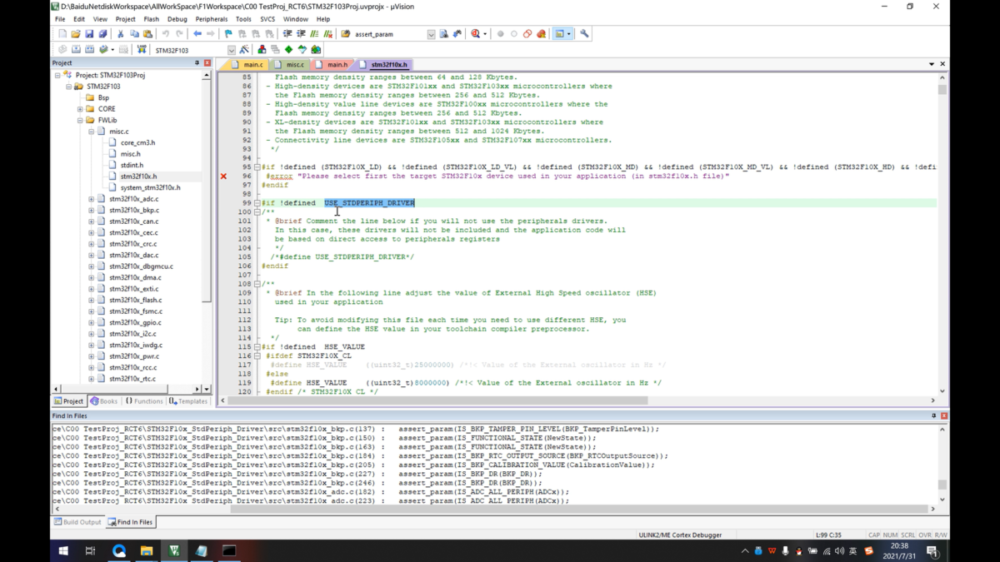 D:\BaiduNetdiskWorkspace\AllWorkSpace\F1Workspace\C00 TestProj_RCT6\STM32F103Proj.uvprojx - µVision
File Edit View Project Flash Debug Peripherals Tools SVCS Window Help
assert_param
STM32F103
Project
main.c misc.c main.h stm32f10x.h
Project: STM32F103Proj
STM32F103
Bsp
CORE
FWLib
misc.c
core_cm3.h
misc.h
stdint.h
stm32f10x.h
system_stm32f10x.h
stm32f10x_adc.c
stm32f10x_bkp.c
stm32f10x_can.c
stm32f10x_cec.c
stm32f10x_crc.c
stm32f10x_dac.c
stm32f10x_dbgmcu.c
stm32f10x_dma.c
stm32f10x_exti.c
stm32f10x_flash.c
stm32f10x_fsmc.c
stm32f10x_gpio.c
stm32f10x_i2c.c
stm32f10x_iwdg.c
stm32f10x_pwr.c
stm32f10x_rcc.c
stm32f10x_rtc.c
Project Books {} Functions Templates
85 Flash memory density ranges between 64 and 128 Kbytes.
86 - High-density devices are STM32F101xx and STM32F103xx microcontrollers where
87 the Flash memory density ranges between 256 and 512 Kbytes.
88 - High-density value line devices are STM32F100xx microcontrollers where the
89 Flash memory density ranges between 256 and 512 Kbytes.
90 - XL-density devices are STM32F101xx and STM32F103xx microcontrollers where
91 the Flash memory density ranges between 512 and 1024 Kbytes.
92 - Connectivity line devices are STM32F105xx and STM32F107xx microcontrollers.
93 */
94
95 #if !defined (STM32F10X_LD) && !defined (STM32F10X_LD_VL) && !defined (STM32F10X_MD) && !defined (STM32F10X_MD_VL) && !defined (STM32F10X_HD) && !defi
96 #error "Please select first the target STM32F10x device used in your application (in stm32f10x.h file)"
97 #endif
98
99 #if !defined USE_STDPERIPH_DRIVER
100 /**
101 * @brief Comment the line below if you will not use the peripherals drivers.
102 In this case, these drivers will not be included and the application code will
103 be based on direct access to peripherals registers
104 */
105 /*#define USE_STDPERIPH_DRIVER*/
106 #endif
107
108 /**
109 * @brief In the following line adjust the value of External High Speed oscillator (HSE)
110 used in your application
111
112 Tip: To avoid modifying this file each time you need to use different HSE, you
113 can define the HSE value in your toolchain compiler preprocessor.
114 */
115 #if !defined HSE_VALUE
116 #ifdef STM32F10X_CL
117 #define HSE_VALUE ((uint32_t)25000000) /*!< Value of the External oscillator in Hz */
118 #else
119 #define HSE_VALUE ((uint32_t)8000000) /*!< Value of the External oscillator in Hz */
120 #endif /* STM32F10X_CL */
Find In Files
ce\C00 TestProj_RCT6\STM32F10x_StdPeriph_Driver\src\stm32f10x_bkp.c(137) : assert_param(IS_BKP_TAMPER_PIN_LEVEL(BKP_TamperPinLevel));
ce\C00 TestProj_RCT6\STM32F10x_StdPeriph_Driver\src\stm32f10x_bkp.c(150) : assert_param(IS_FUNCTIONAL_STATE(NewState));
ce\C00 TestProj_RCT6\STM32F10x_StdPeriph_Driver\src\stm32f10x_bkp.c(163) : assert_param(IS_FUNCTIONAL_STATE(NewState));
ce\C00 TestProj_RCT6\STM32F10x_StdPeriph_Driver\src\stm32f10x_bkp.c(184) : assert_param(IS_BKP_RTC_OUTPUT_SOURCE(BKP_RTCOutputSource));
ce\C00 TestProj_RCT6\STM32F10x_StdPeriph_Driver\src\stm32f10x_bkp.c(205) : assert_param(IS_BKP_CALIBRATION_VALUE(CalibrationValue));
ce\C00 TestProj_RCT6\STM32F10x_StdPeriph_Driver\src\stm32f10x_bkp.c(227) : assert_param(IS_BKP_DR(BKP_DR));
ce\C00 TestProj_RCT6\STM32F10x_StdPeriph_Driver\src\stm32f10x_bkp.c(246) : assert_param(IS_BKP_DR(BKP_DR));
ce\C00 TestProj_RCT6\STM32F10x_StdPeriph_Driver\src\stm32f10x_adc.c(182) : assert_param(IS_ADC_ALL_PERIPH(ADCx));
ce\C00 TestProj_RCT6\STM32F10x_StdPeriph_Driver\src\stm32f10x_adc.c(223) : assert_param(IS_ADC_ALL_PERIPH(ADCx));
Build Output Find In Files
ULINK2/ME Cortex Debugger L:99 C:35 CAP NUM SCRL OVR R/W
英 20:38
2021/7/31